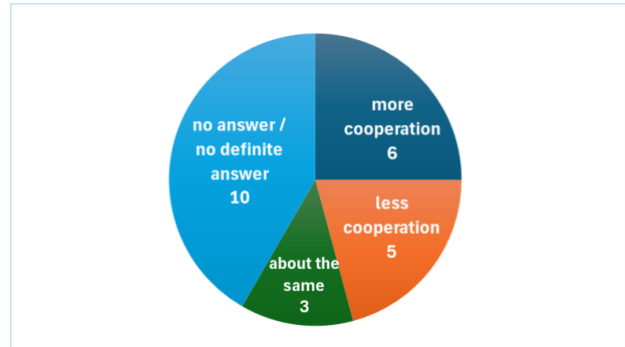 more
cooperation
6
less
cooperation
5
about the
same
3
no answer /
no definite
answer
10